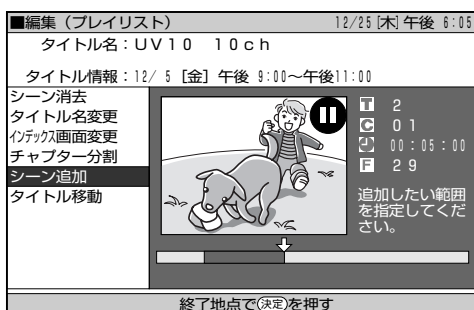 ■編集（プレイリスト） 12/25[木]午後 6:05
タイトル名：UV10 10ch
タイトル情報：12/ 5 [金] 午後 9:00～午後11:00
シーン消去
タイトル名変更
インデックス画面変更
チャプター分割
シーン追加
タイトル移動
T 2
C 01
00：05：00
F 29
追加したい範囲
を指定してくだ
さい。
終了地点で決定を押す